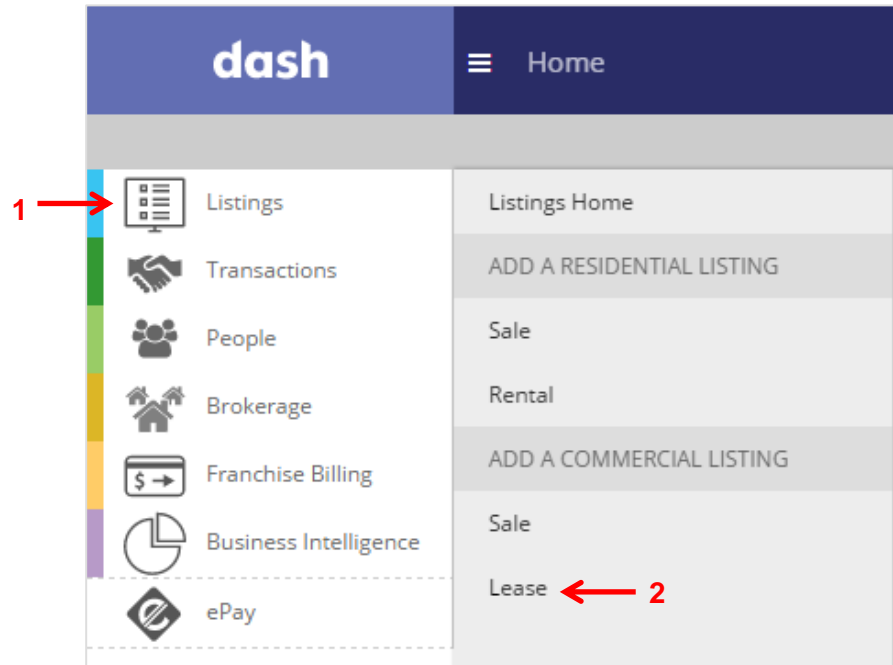 dash
Home
1
Listings
Transactions
People
Brokerage
$
Franchise Billing
Business Intelligence
ePay
Listings Home
ADD A RESIDENTIAL LISTING
Sale
Rental
ADD A COMMERCIAL LISTING
Sale
Lease
2